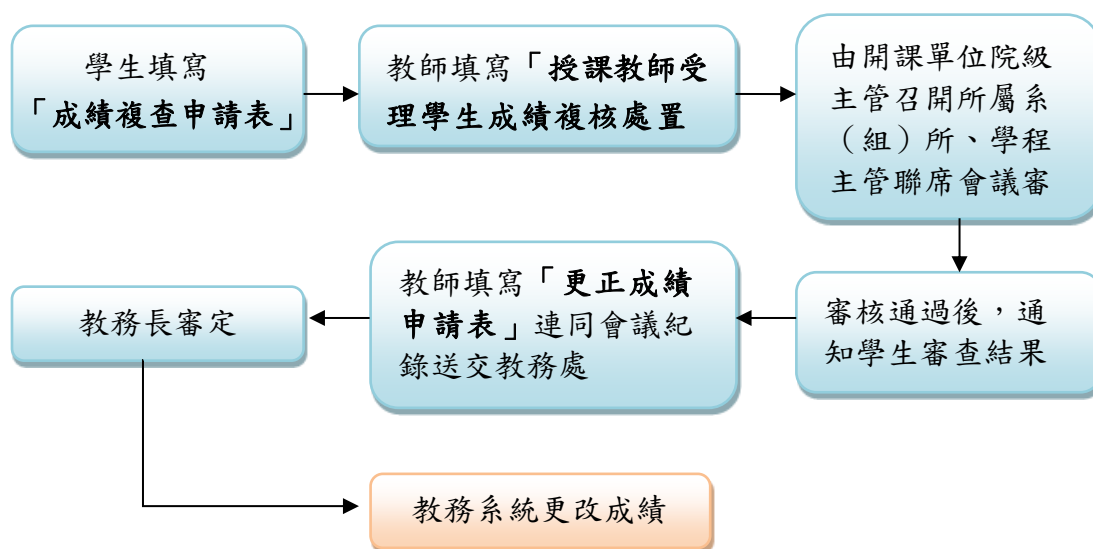 學生填寫
「成績複查申請表」
教師填寫「授課教師受
理學生成績複核處置
由開課單位院級
主管召開所屬系
（組）所、學程
主管聯席會議審
審核通過後，通
知學生審查結果
教師填寫「更正成績
申請表」連同會議紀
錄送交教務處
教務長審定
教務系統更改成績